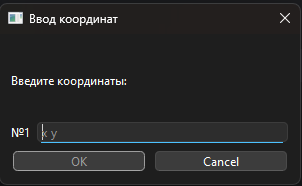 Ввод координат
Введите координаты:
№1 x y
OK Cancel